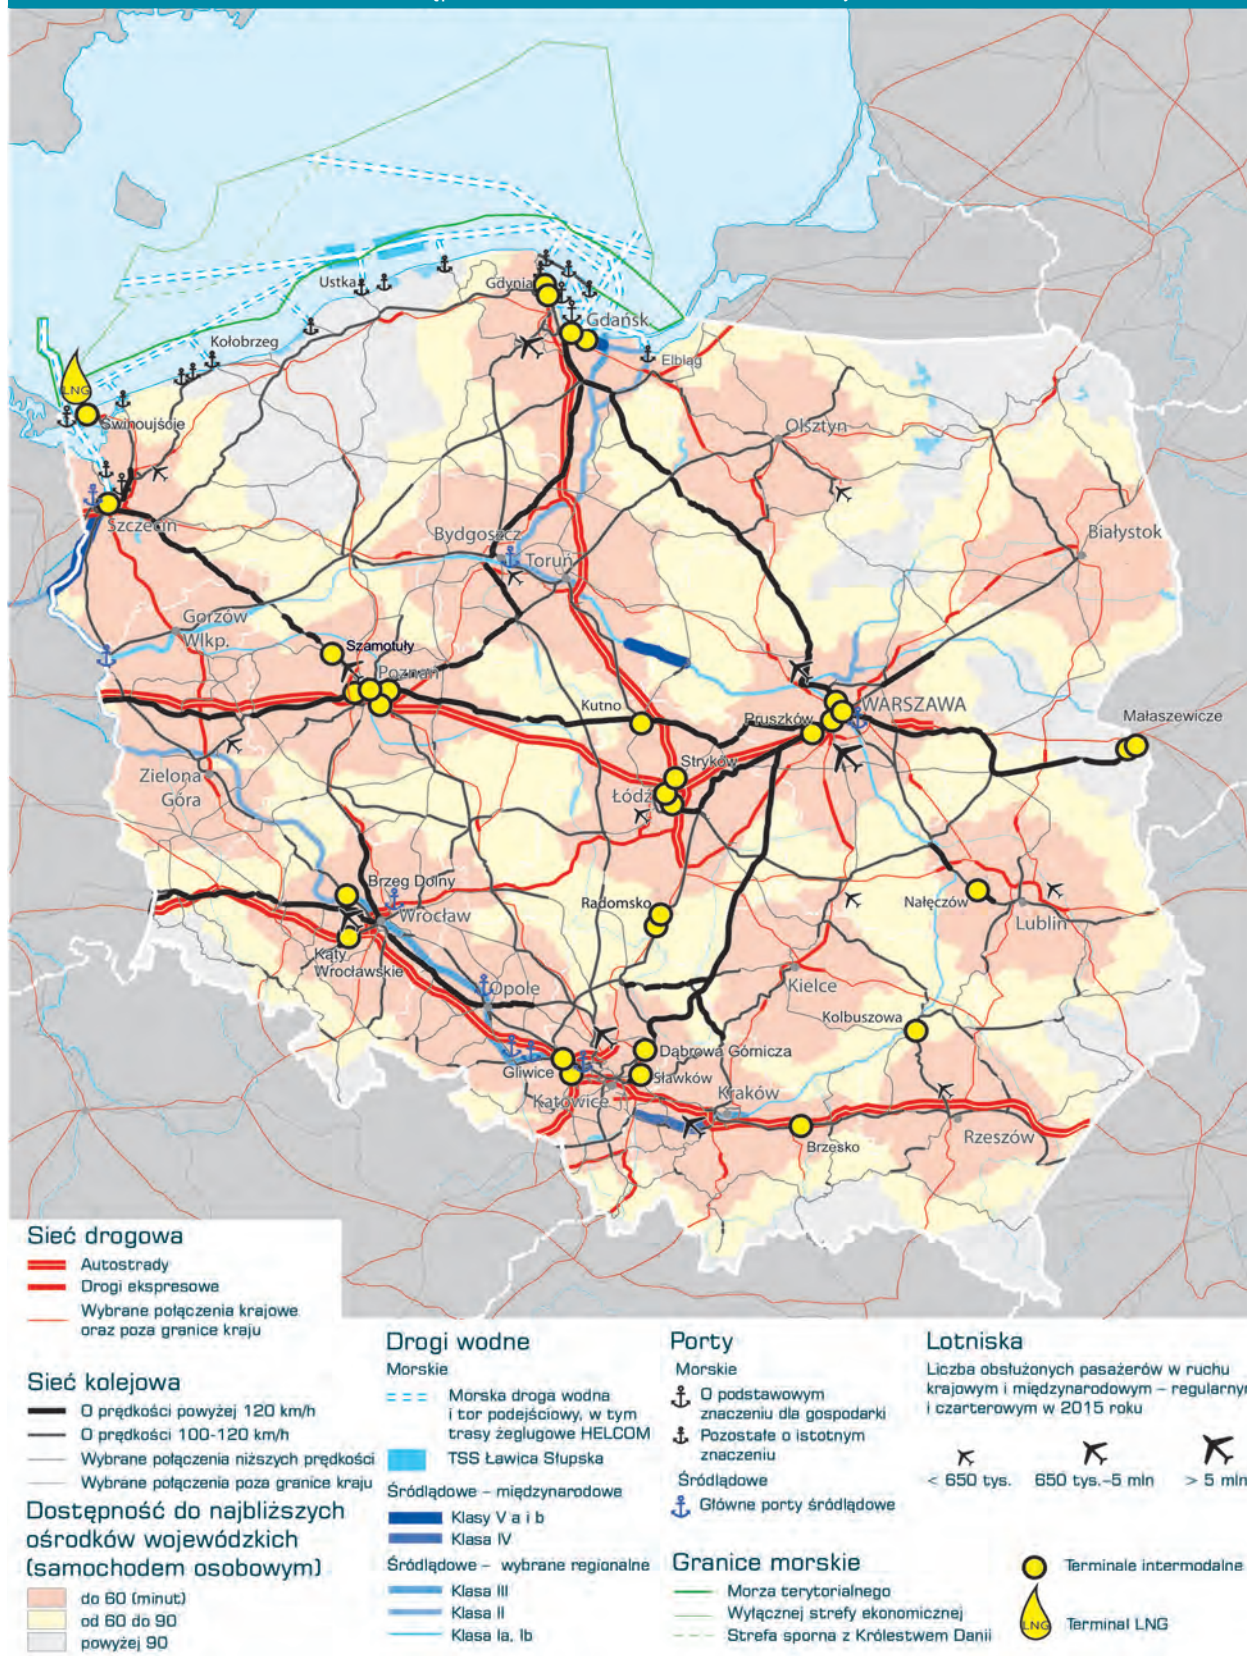 Ustka
Gdynia
Gdańsk
Kołobrzeg
Elbląg
LNG
Świnoujście
Olsztyn
Szczecin
Bydgoszcz
Toruń
Białystok
Gorzów
Wlkp.
Szamotuły
Poznań
Kutno
Pruszków
WARSZAWA
Małaszewicze
Zielona
Góra
Stryków
Łódź
Brzeg Dolny
Wrocław
Radomsko
Nałęczów
Lublin
Kąty
Wrocławskie
Opole
Kielce
Kolbuszowa
Dąbrowa Górnicza
Gliwice
Sławków
Katowice
Kraków
Rzeszów
Brzesko
Sieć drogowa
Autostrady
Drogi ekspresowe
Wybrane połączenia krajowe
oraz poza granice kraju
Sieć kolejowa
O prędkości powyżej 120 km/h
O prędkości 100-120 km/h
Wybrane połączenia niższych prędkości
Wybrane połączenia poza granice kraju
Dostępność do najbliższych
ośrodków wojewódzkich
(samochodem osobowym)
do 60 (minut)
od 60 do 90
powyżej 90
Drogi wodne
Morskie
Morska droga wodna
i tor podejściowy, w tym
trasy żeglugowe HELCOM
TSS Ławica Słupska
Śródlądowe – międzynarodowe
Klasy V a i b
Klasa IV
Śródlądowe – wybrane regionalne
Klasa III
Klasa II
Klasa Ia, Ib
Porty
Morskie
O podstawowym
znaczeniu dla gospodarki
Pozostałe o istotnym
znaczeniu
Śródlądowe
Główne porty śródlądowe
Granice morskie
Morza terytorialnego
Wyłącznej strefy ekonomicznej
Strefa sporna z Królestwem Danii
Lotniska
Liczba obsłużonych pasażerów w ruchu
krajowym i międzynarodowym – regularnym
i czarterowym w 2015 roku
< 650 tys.
650 tys.–5 mln
> 5 mln
Terminale intermodalne
LNG
Terminal LNG